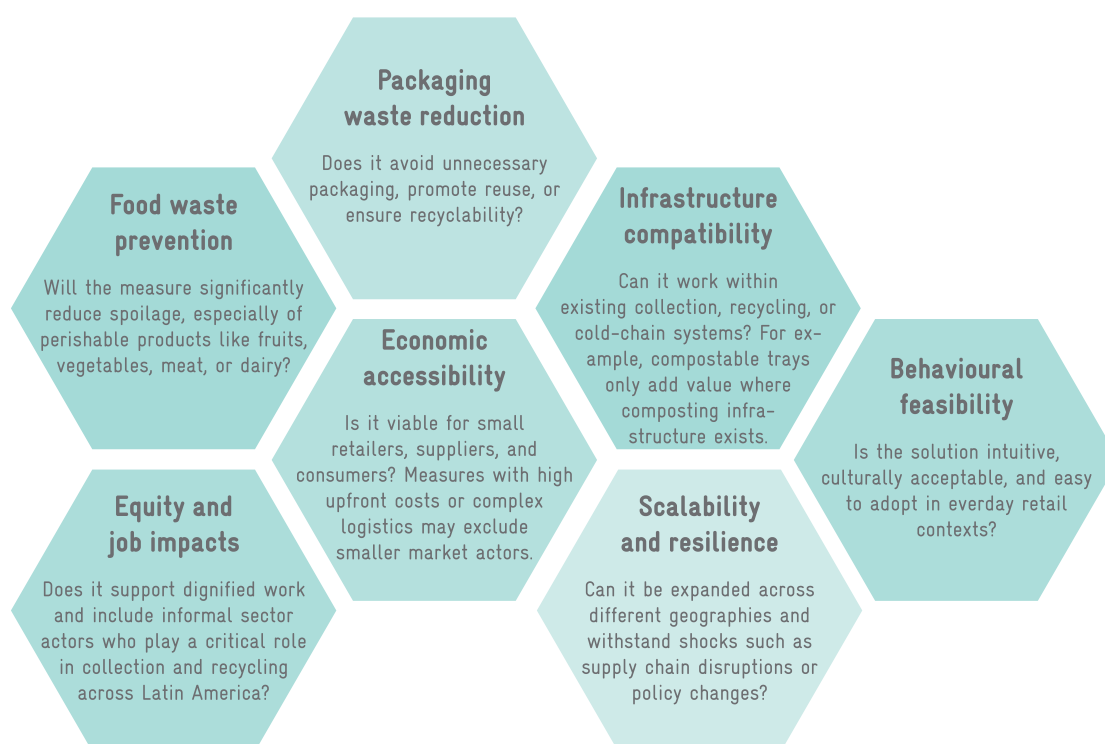 Packaging
waste reduction
Does it avoid unnecessary
packaging, promote reuse, or
ensure recyclability?
Food waste
prevention
Will the measure significantly
reduce spoilage, especially of
perishable products like fruits,
vegetables, meat, or dairy?
Infrastructure
compatibility
Can it work within
existing collection, recycling, or
cold-chain systems? For ex-
ample, compostable trays
only add value where
composting infra-
structure exists.
Economic
accessibility
Is it viable for small
retailers, suppliers, and
consumers? Measures with high
upfront costs or complex
logistics may exclude
smaller market actors.
Behavioural
feasibility
Is the solution intuitive,
culturally acceptable, and easy
to adopt in everday retail
contexts?
Equity and
job impacts
Does it support dignified work
and include informal sector
actors who play a critical role
in collection and recycling
across Latin America?
Scalability
and resilience
Can it be expanded across
different geographies and
withstand shocks such as
supply chain disruptions or
policy changes?